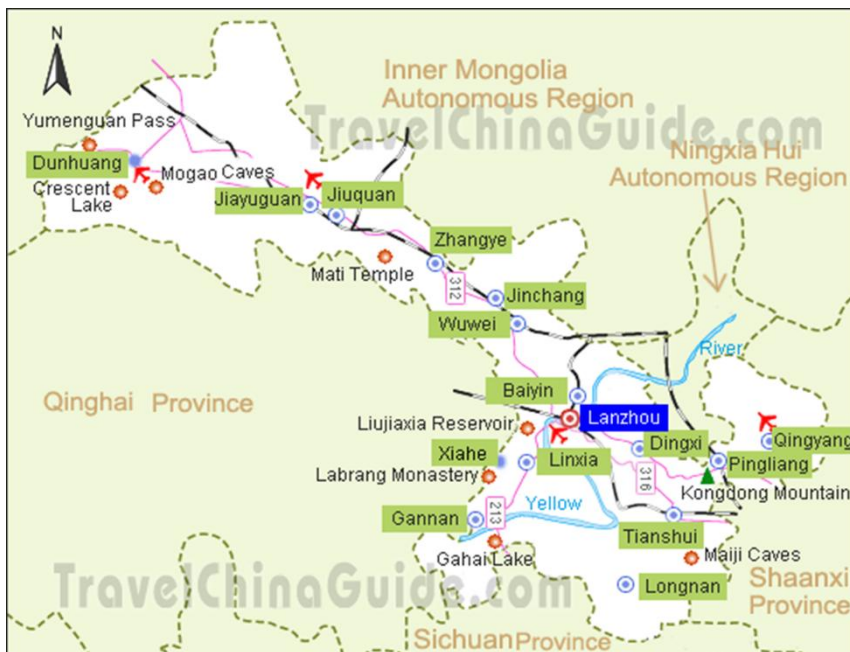 N
Inner Mongolia
Autonomous Region
TravelChinaGuide.com
Yumenguan Pass
Ningxia Hui
Autonomous Region
Dunhuang
Mogao Caves
Crescent
Lake
Jiayuguan
Jiuquan
Zhangye
Mati Temple
312
Jinchang
Wuwei
River
Baiyin
Qinghai Province
Liujiaxia Reservoir
Lanzhou
Dingxi
Qingyang
Xiahe
Linxia
Pingliang
Labrang Monastery
316
Kongdong Mountain
Gannan
213
Yellow
Tianshui
Gahai Lake
Maiji Caves
TravelChinaGuide.com
Longnan
Shaanxi
Province
Sichuan Province